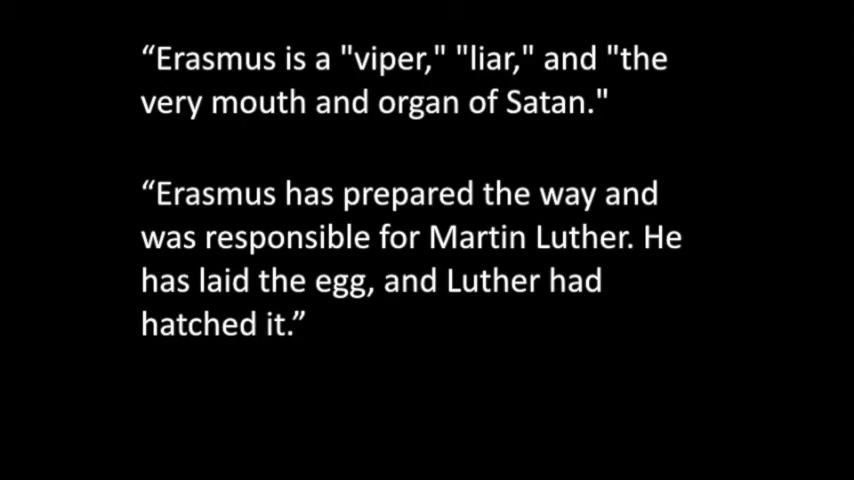 “Erasmus is a "viper," "liar," and "the
very mouth and organ of Satan."
“Erasmus has prepared the way and
was responsible for Martin Luther. He
has laid the egg, and Luther had
hatched it.”